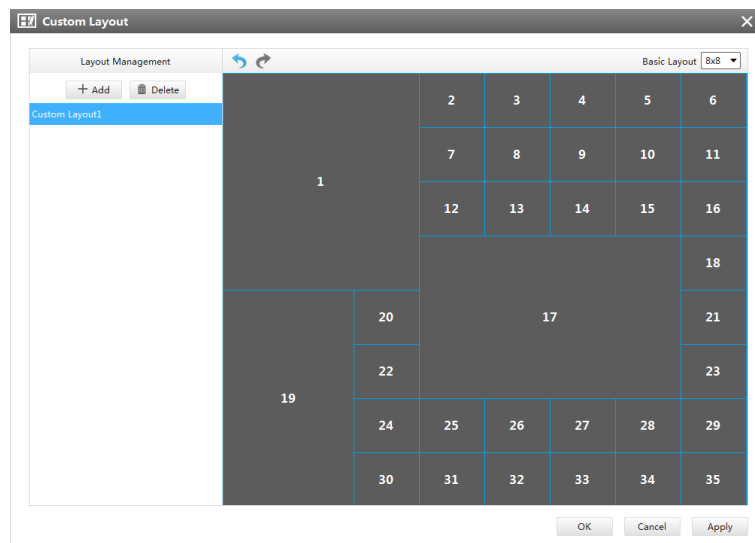 Custom Layout
Layout Management
Basic Layout 8x8
Add Delete
Custom Layout1
2 3 4 5 6
7 8 9 10 11
1
12 13 14 15 16
18
20 17 21
22 23
19
24 25 26 27 28 29
30 31 32 33 34 35
OK Cancel Apply